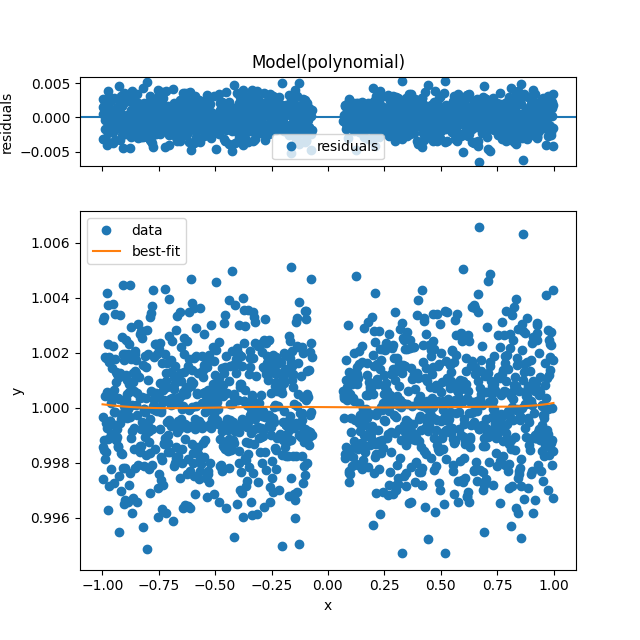 Model(polynomial)
0.005
0.000
−0.005
residuals
residuals
data
best-fit
1.006
1.004
1.002
1.000
0.998
0.996
y
−1.00 −0.75 −0.50 −0.25 0.00 0.25 0.50 0.75 1.00
x